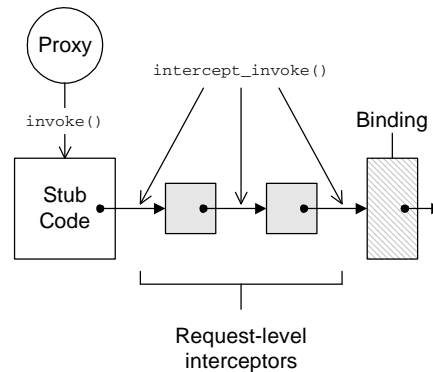 Proxy
intercept_invoke()
invoke()
Binding
Stub
Code
Request-level
interceptors